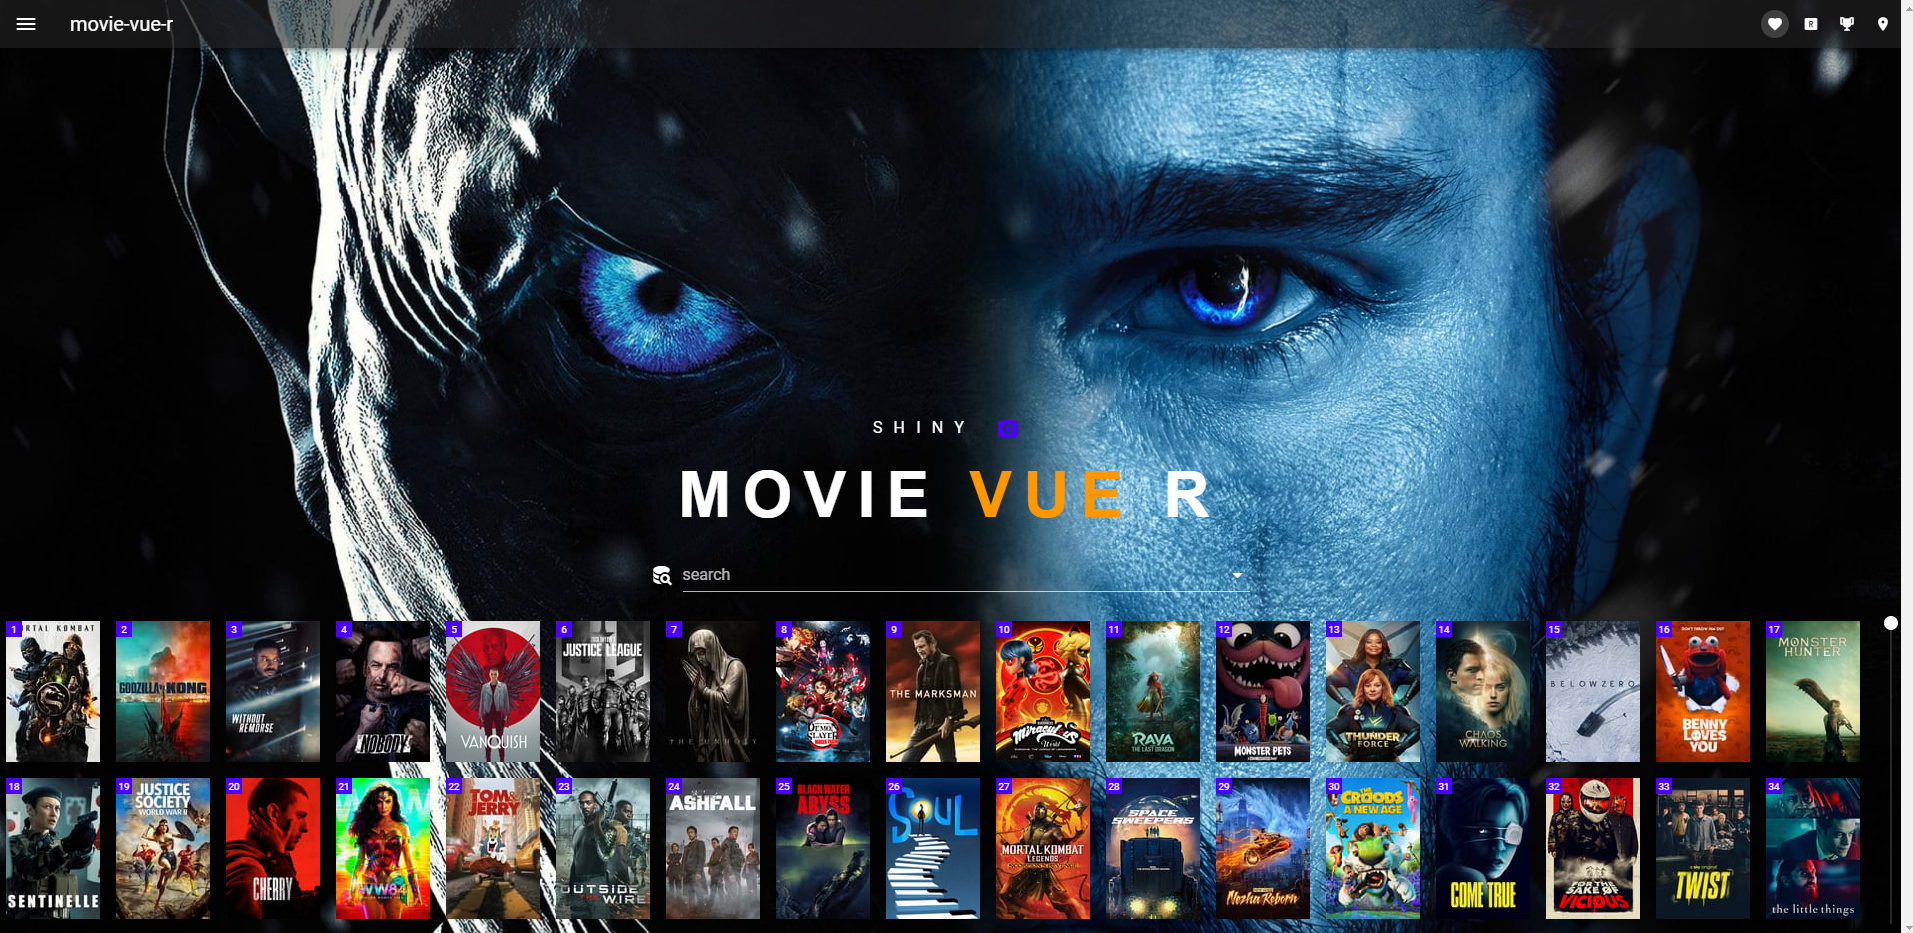 movie-vue-r
SHINY
MOVIE VUE R
search
1
2
3
4
5
6
7
8
9
10
11
12
13
14
15
16
17
MORTAL KOMBAT
GODZILLA KONG
WITHOUT
REMORSE
NOBODY
VANQUISH
JUSTICE LEAGUE
THE UNHOLY
DEMON
SLAYER
THE MARKSMAN
Miraculous
World
RAYA
THE LAST DRAGON
MONSTER PETS
THUNDER
FORCE
CHAOS
WALKING
BELOW ZERO
BENNY
LOVES
YOU
MONSTER
HUNTER
18
19
20
21
22
23
24
25
26
27
28
29
30
31
32
33
34
SENTINELLE
JUSTICE
SOCIETY
WORLD WAR II
CHERRY
WW84
TOM &
JERRY
OUTSIDE
THE WIRE
ASHFALL
BLACK WATER
ABYSS
SOUL
MORTAL KOMBAT
LEGENDS
SPACE
SWEEPERS
Nezha Reborn
THE
CROODS
A NEW AGE
COME TRUE
FOR THE
SAKE OF
VICIOUS
TWIST
the little things